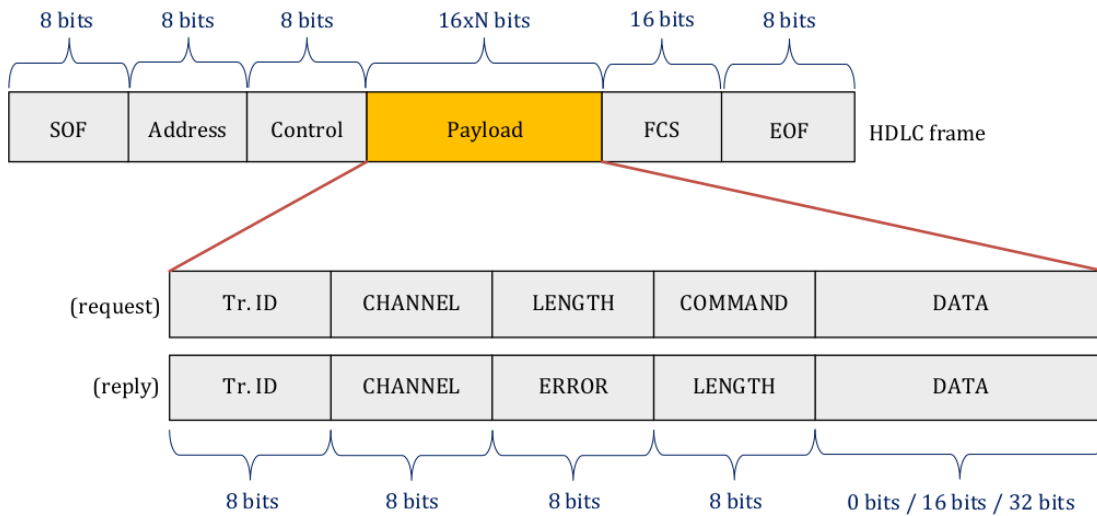 8 bits 8 bits 8 bits 16xN bits 16 bit 8 bits
SOF Address Control Payload FCS EOF HDLC frame
(request) Tr. ID CHANNEL LENGTH COMMAND DATA
(reply) Tr. ID CHANNEL ERROR LENGTH DATA
8 bits 8 bits 8 bits 8 bits 0 bits / 16 bits / 32 bits